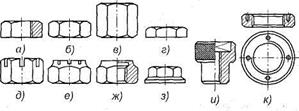 а) б) в) г)
д) е) ж) з) и) к)